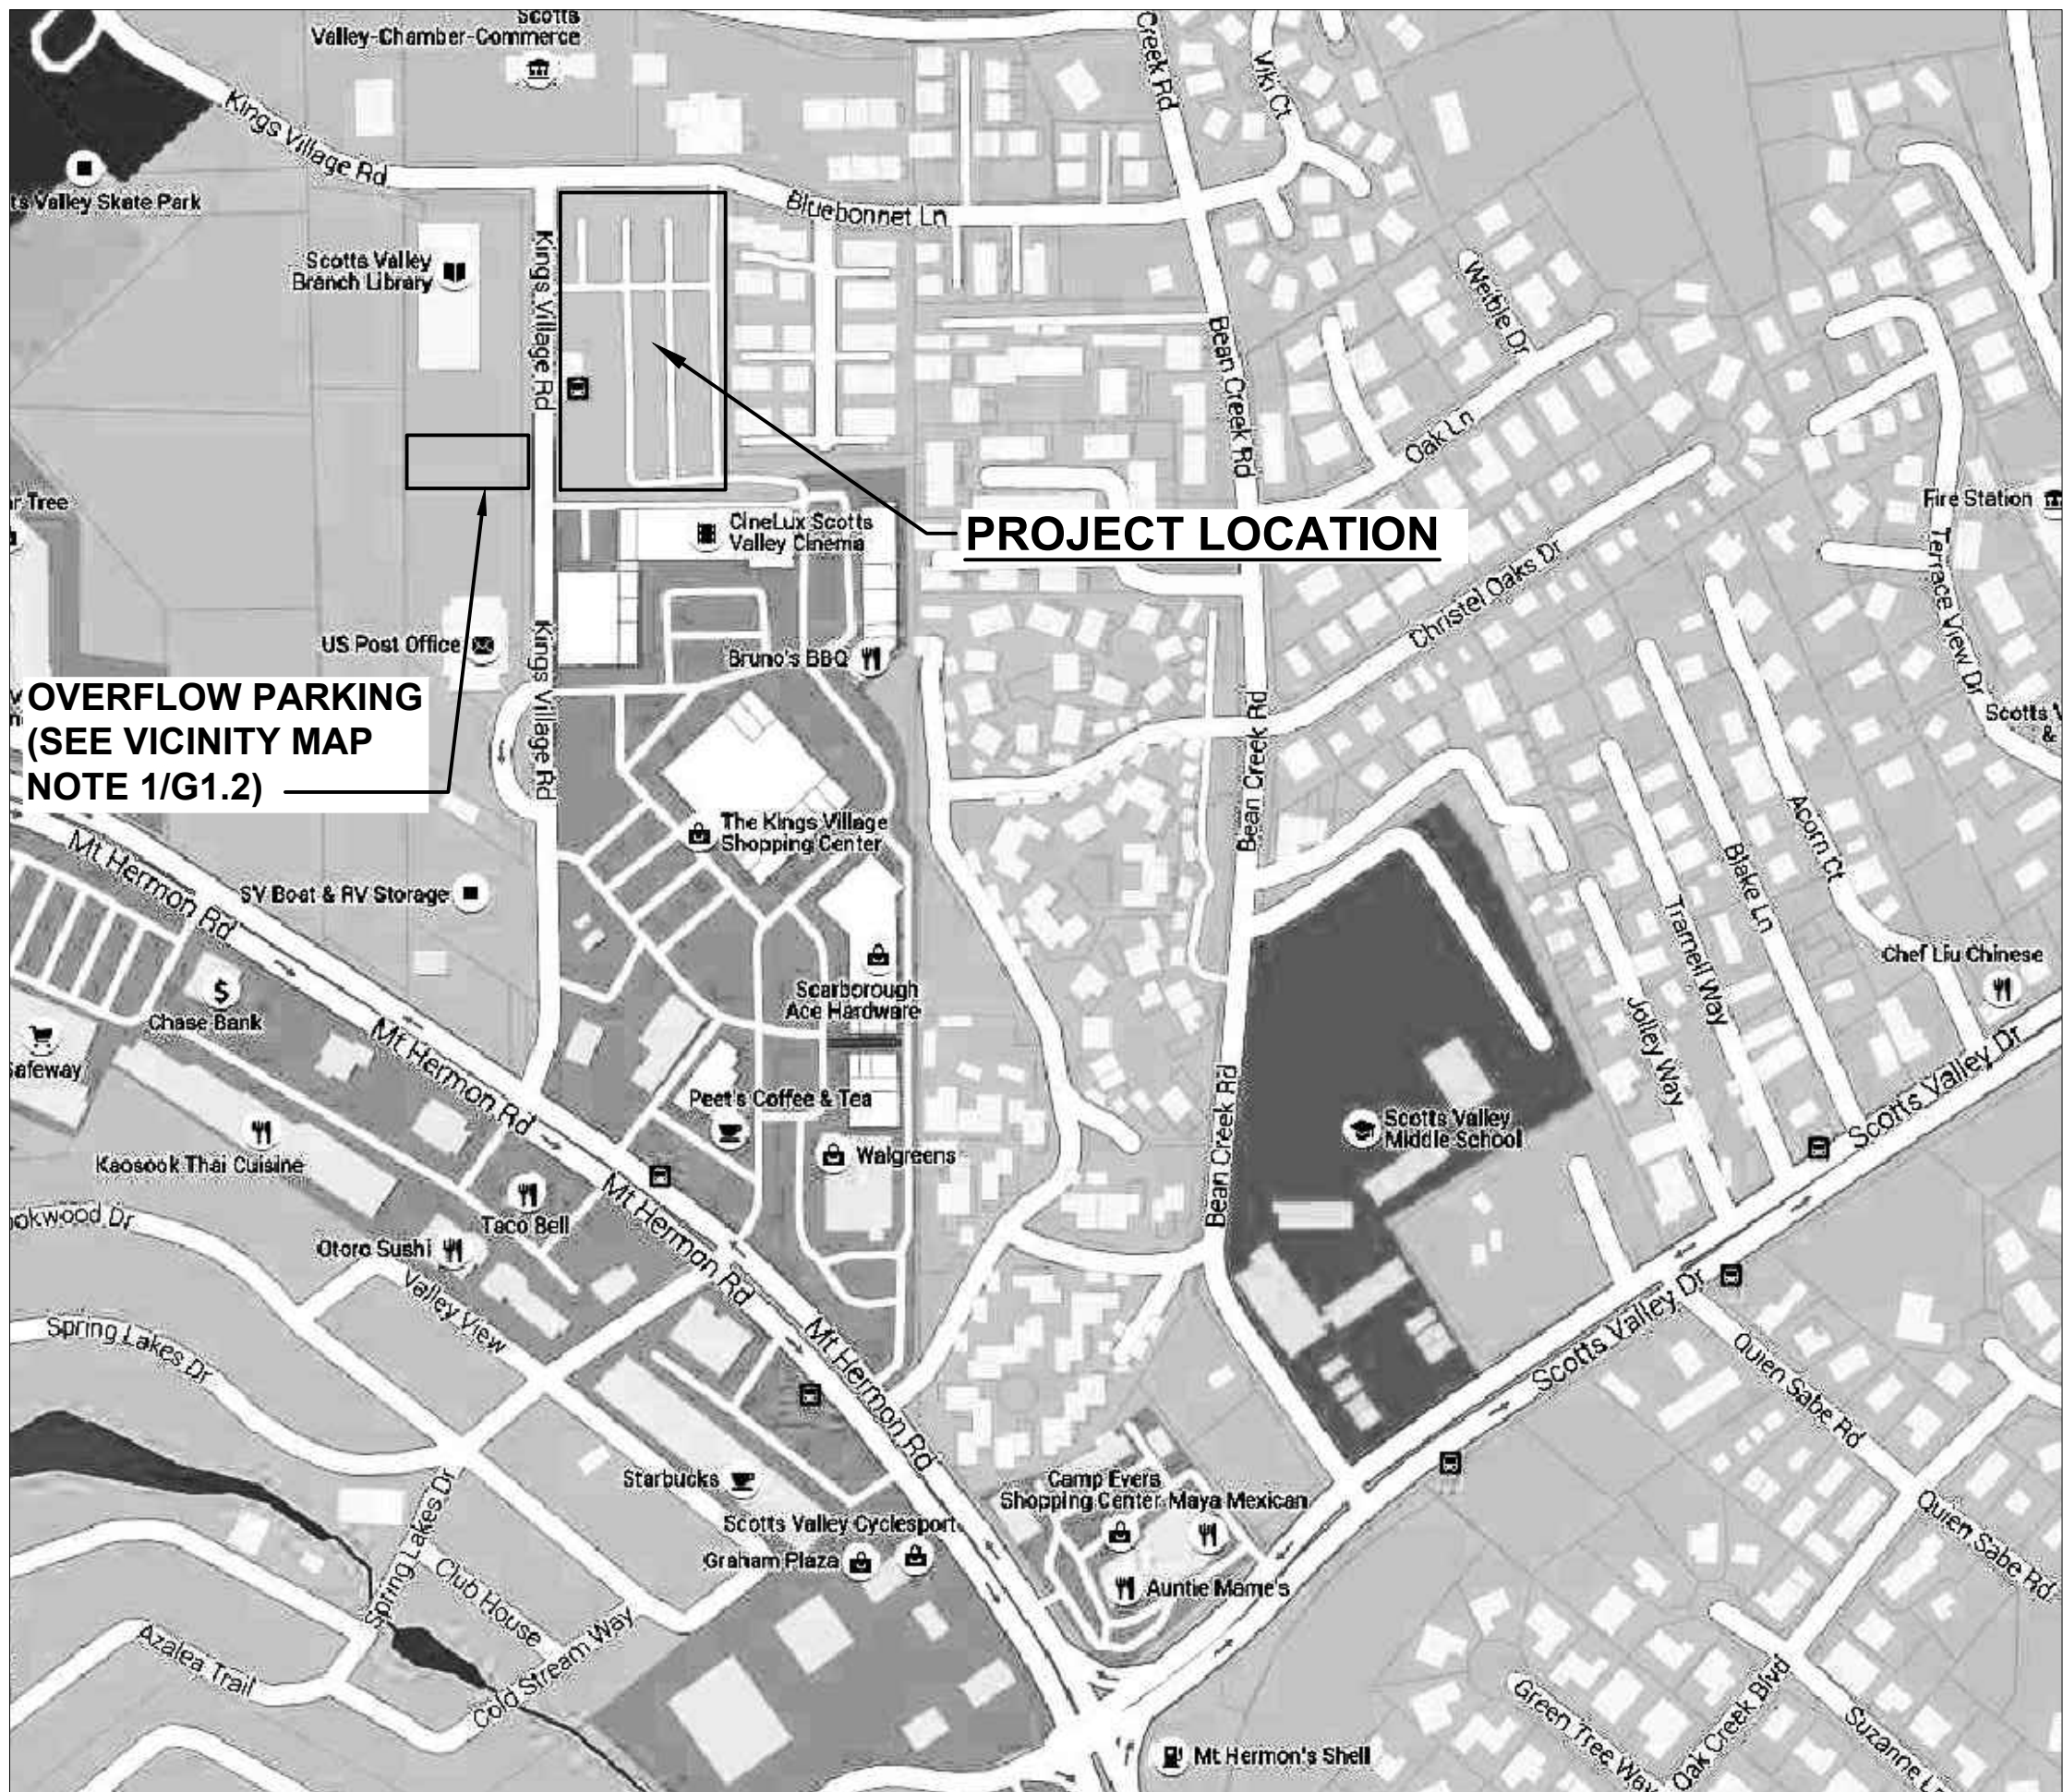 Scotts
Valley-Chamber-Commerce
Creek Rd
Viki Ct
Kings Village Rd
ts Valley Skate Park
Bluebonnet Ln
Scotts Valley
Branch Library
Kings Village Rd
Bean Creek Rd
Oak Ln
Fire Station
r Tree
CineLux Scotts
Valley Cinema
PROJECT LOCATION
Christel Oaks Dr
Terrace View Dr
US Post Office
Kings Village Rd
Bruno's BBQ
OVERFLOW PARKING
(SEE VICINITY MAP
NOTE 1/G1.2)
Bean Creek Rd
Scotts V
&
The Kings Village
Shopping Center
Mt Hermon Rd
SV Boat & RV Storage
Acorn Ct
Blake Ln
Tramell Way
Jolley Way
Chef Liu Chinese
Scarborough
Ace Hardware
Chase Bank
Mt Hermon Rd
afeway
Peet's Coffee & Tea
Walgreens
Bean Creek Rd
Scotts Valley
Middle School
Scotts Valley Dr
Kaosook Thai Cuisine
Taco Bell
Otoro Sushi
okwood Dr
Mt Hermon Rd
Valley View
Spring Lakes Dr
Mt Hermon Rd
Scotts Valley Dr
Quien Sabe Rd
Quien Sabe Rd
Starbucks
Camp Evers
Shopping Center
Maya Mexican
Scotts Valley Cyclesport
Graham Plaza
Auntie Mame's
Spring Lakes Dr
Club House
Cold Stream Way
Azalea Trail
Green Tree Way
Oak Creek Blvd
Suzanne L
Mt Hermon's Shell